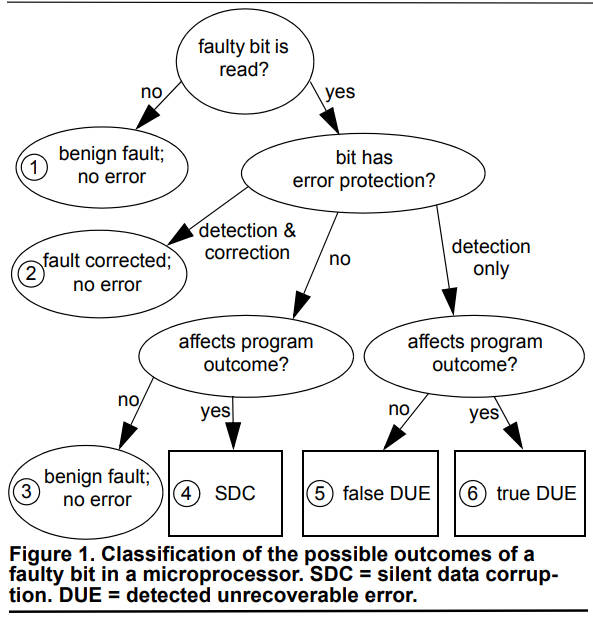 faulty bit is
read?
no
yes
1
benign fault;
no error
bit has
error protection?
detection &
correction
no
detection
only
2
fault corrected;
no error
affects program
outcome?
affects program
outcome?
no
yes
no
yes
3
benign fault;
no error
4 SDC
5 false DUE
6 true DUE
Figure 1. Classification of the possible outcomes of a
faulty bit in a microprocessor. SDC = silent data corrup-
tion. DUE = detected unrecoverable error.